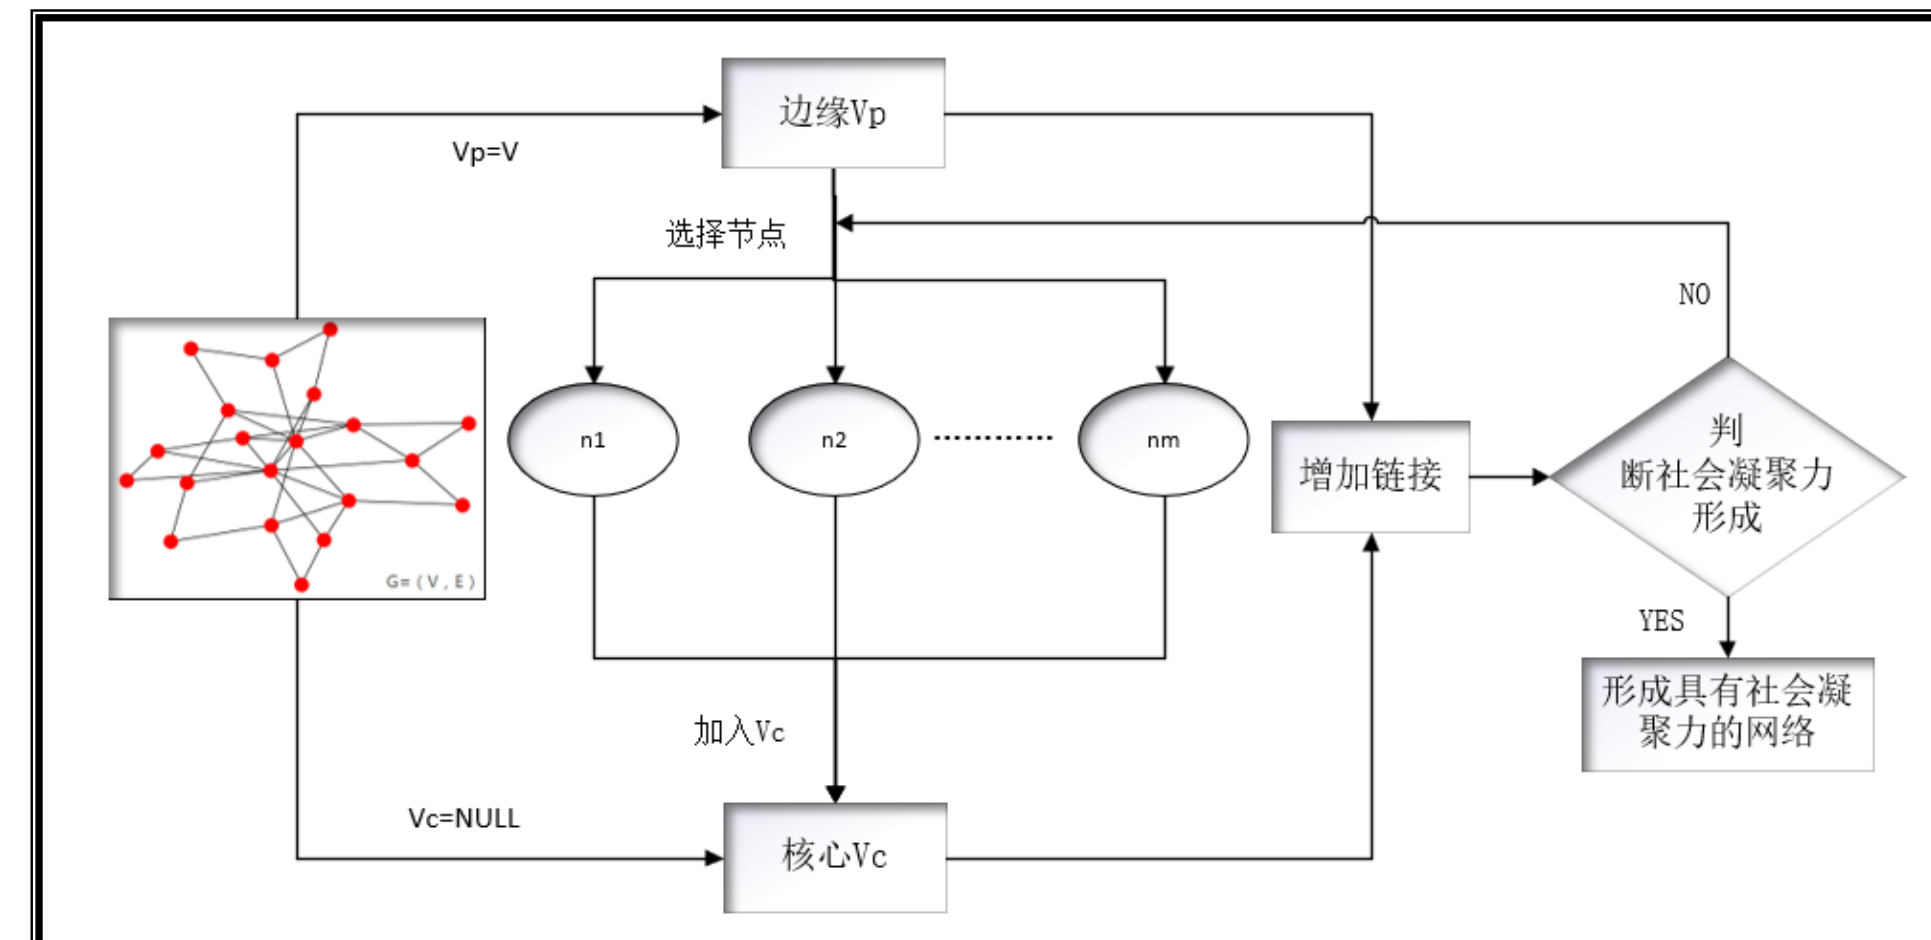 边缘Vp
Vp=V
选择节点
NO
n1
n2
nm
增加链接
判
断社会凝聚力
形成
G=(V,E)
YES
形成具有社会凝
聚力的网络
加入Vc
Vc=NULL
核心Vc